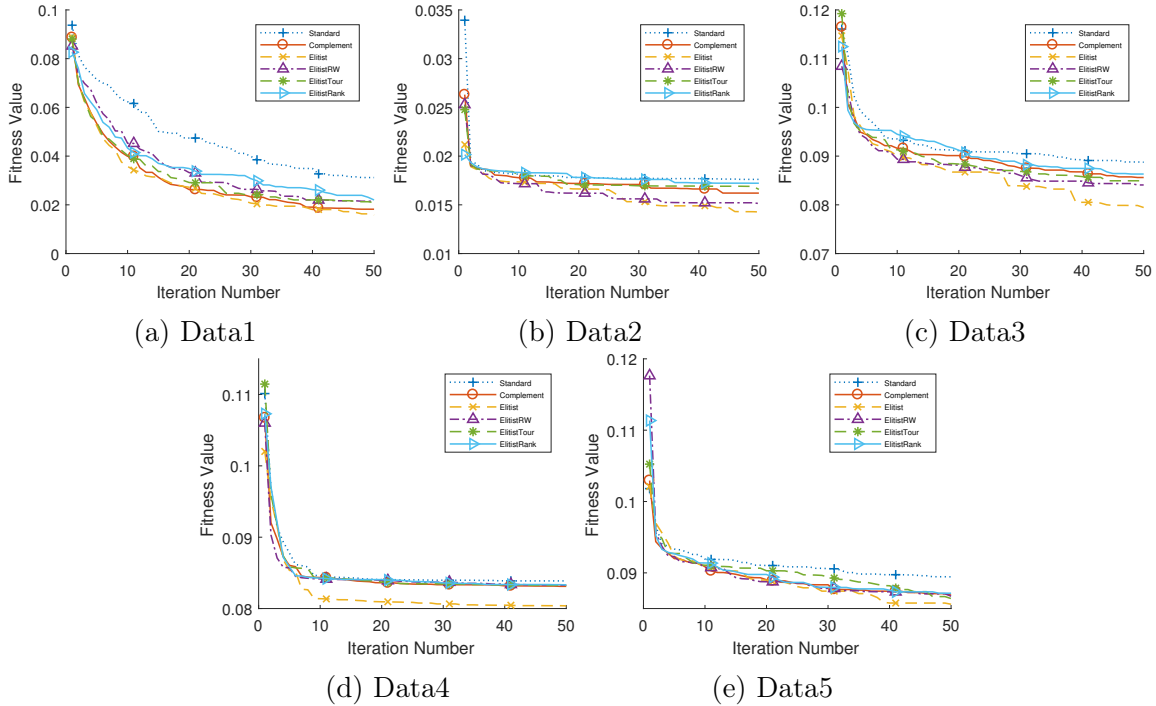 0.1
0.08
0.06
0.04
0.02
0
Fitness Value
0 10 20 30 40 50
Iteration Number
Standard
Complement
Elitist
ElitistRW
ElitistTour
ElitistRank
(a) Data1
0.035
0.03
0.025
0.02
0.015
0.01
Fitness Value
0 10 20 30 40 50
Iteration Number
Standard
Complement
Elitist
ElitistRW
ElitistTour
ElitistRank
(b) Data2
0.12
0.11
0.1
0.09
0.08
0.07
Fitness Value
0 10 20 30 40 50
Iteration Number
Standard
Complement
Elitist
ElitistRW
ElitistTour
ElitistRank
(c) Data3
0.11
0.1
0.09
0.08
Fitness Value
0 10 20 30 40 50
Iteration Number
Standard
Complement
Elitist
ElitistRW
ElitistTour
ElitistRank
(d) Data4
0.12
0.11
0.1
0.09
Fitness Value
0 10 20 30 40 50
Iteration Number
Standard
Complement
Elitist
ElitistRW
ElitistTour
ElitistRank
(e) Data5